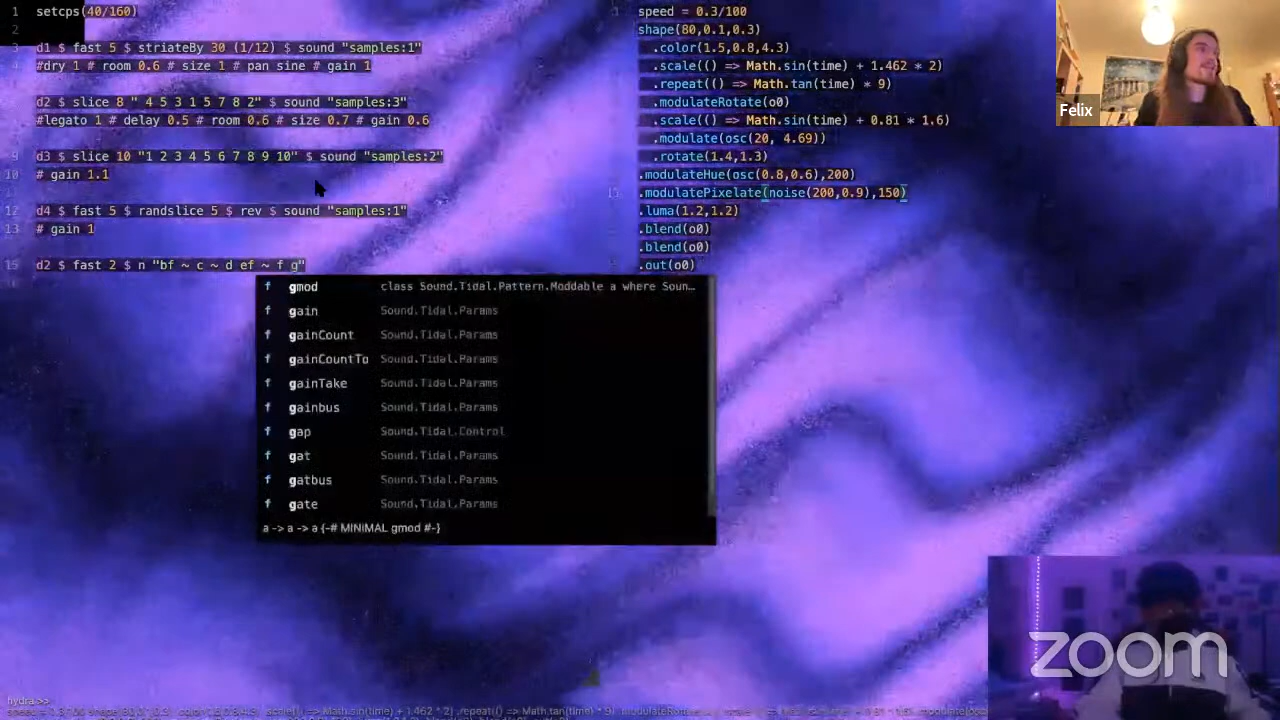 1 setcps(40/160)
2
3 d1 $ fast 5 $ striateBy 30 (1/12) $ sound "samples:1"
4 #dry 1 # room 0.6 # size 1 # pan sine # gain 1
d2 $ slice 8 " 4 5 3 1 5 7 8 2" $ sound "samples:3"
#legato 1 # delay 0.5 # room 0.6 # size 0.7 # gain 0.6
9 d3 $ slice 10 "1 2 3 4 5 6 7 8 9 10" $ sound "samples:2"
10 # gain 1.1
12 d4 $ fast 5 $ randslice 5 $ rev $ sound "samples:1"
13 # gain 1
15 d2 $ fast 2 $ n "bf ~ c ~ d ef ~ f g"
f gmod class Sound.Tidal.Pattern.Moddable a where Soun…
f gain Sound.Tidal.Params
f gainCount Sound.Tidal.Params
f gainCountTo Sound.Tidal.Params
f gainTake Sound.Tidal.Params
f gainbus Sound.Tidal.Params
f gap Sound.Tidal.Control
f gat Sound.Tidal.Params
f gatbus Sound.Tidal.Params
f gate Sound.Tidal.Params
a -> a -> a {-# MINIMAL gmod #-}
1 speed = 0.3/100
shape(80,0.1,0.3)
.color(1.5,0.8,4.3)
.scale(() => Math.sin(time) + 1.462 * 2)
.repeat(() => Math.tan(time) * 9)
.modulateRotate(o0)
.scale(() => Math.sin(time) + 0.81 * 1.6)
.modulate(osc(20, 4.69))
.rotate(1.4,1.3)
.modulateHue(osc(0.8,0.6),200)
15 .modulatePixelate(noise(200,0.9),150)
.luma(1.2,1.2)
.blend(o0)
.blend(o0)
.out(o0)
Felix
zoom
hydra >>